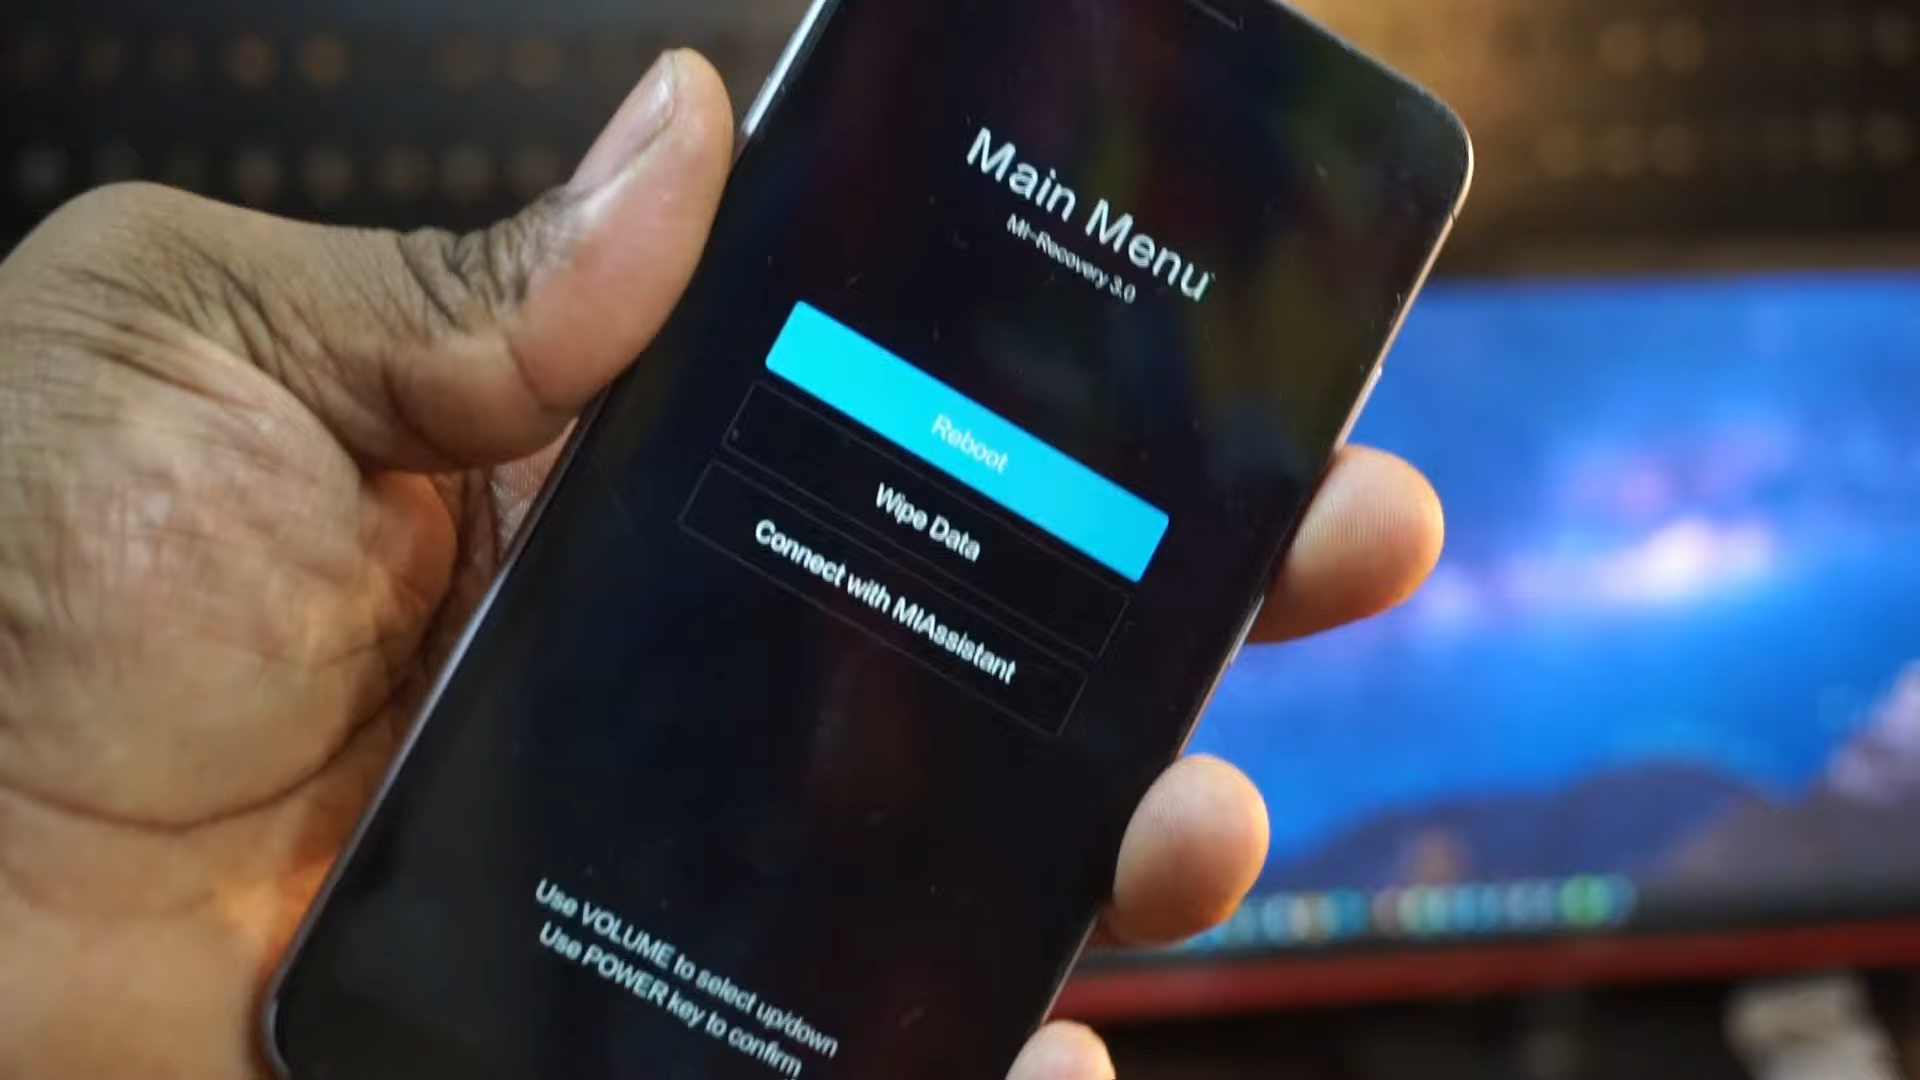 Main Menu
MI-Recovery 3.0
Reboot
Wipe Data
Connect with MIAssistant
Use VOLUME to select up/down
Use POWER key to confirm